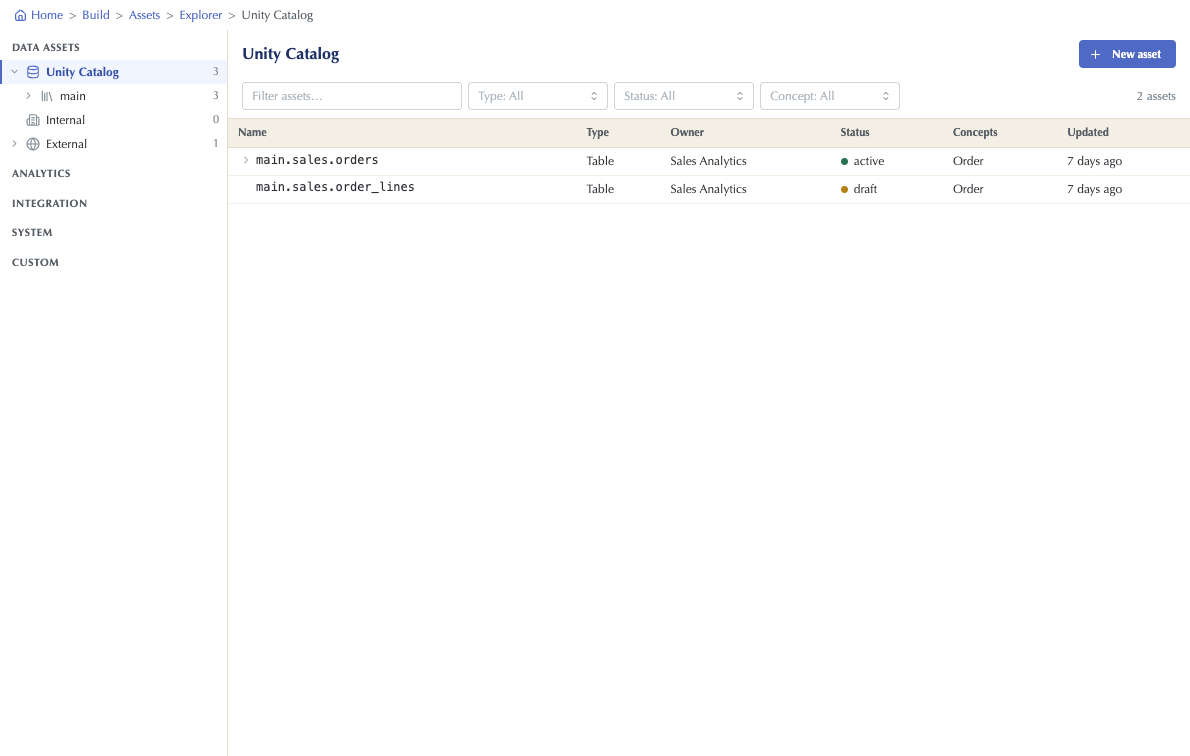 Home > Build > Assets > Explorer > Unity Catalog
DATA ASSETS
Unity Catalog 3
main 3
Internal 0
External 1
ANALYTICS
INTEGRATION
SYSTEM
CUSTOM
Unity Catalog
+ New asset
Filter assets… Type: All Status: All Concept: All 2 assets
Name Type Owner Status Concepts Updated
main.sales.orders Table Sales Analytics active Order 7 days ago
main.sales.order_lines Table Sales Analytics draft Order 7 days ago